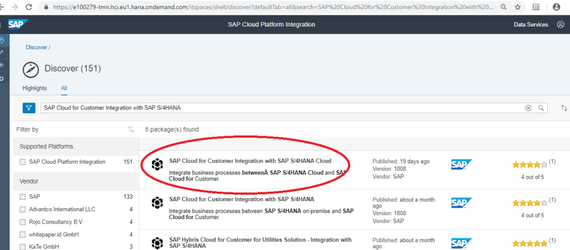 https://e100279-tmn.hci.eu1.hana.ondemand.com/itspaces/shell/discover?defaultTab=all&search=SAP%20Cloud%20for%20Customer%20Integration%20with%20...
SAP SAP Cloud Platform Integration Data Services
Discover /
Discover (151)
Highlights All
SAP Cloud for Customer Integration with SAP S/4HANA
Filter by 5 package(s) found
Supported Platforms
SAP Cloud Platform Integration 151
Vendor
SAP 133
Advantco International LLC 4
Rojo Consultancy B.V. 4
whitepaper.id GmbH 4
KaTe GmbH 3
SAP Cloud for Customer Integration with SAP S/4HANA Cloud
Integrate business processes betweenÂ SAP S/4HANA Cloud and SAP
Cloud for Customer.
Published: 19 days ago
Version: 1808
Vendor: SAP
SAP
(1)
4 out of 5
SAP Cloud for Customer Integration with SAP S/4HANA
Integrate business processes between SAP S/4HANA on-premise and SAP
Cloud for Customer.
Published: about a month
ago
Version: 1808
Vendor: SAP
SAP
(1)
4 out of 5
SAP Hybris Cloud for Customer for Utilities Solution - Integration with
SAP S/4HANA
Published: about a month
ago
SAP
(1)